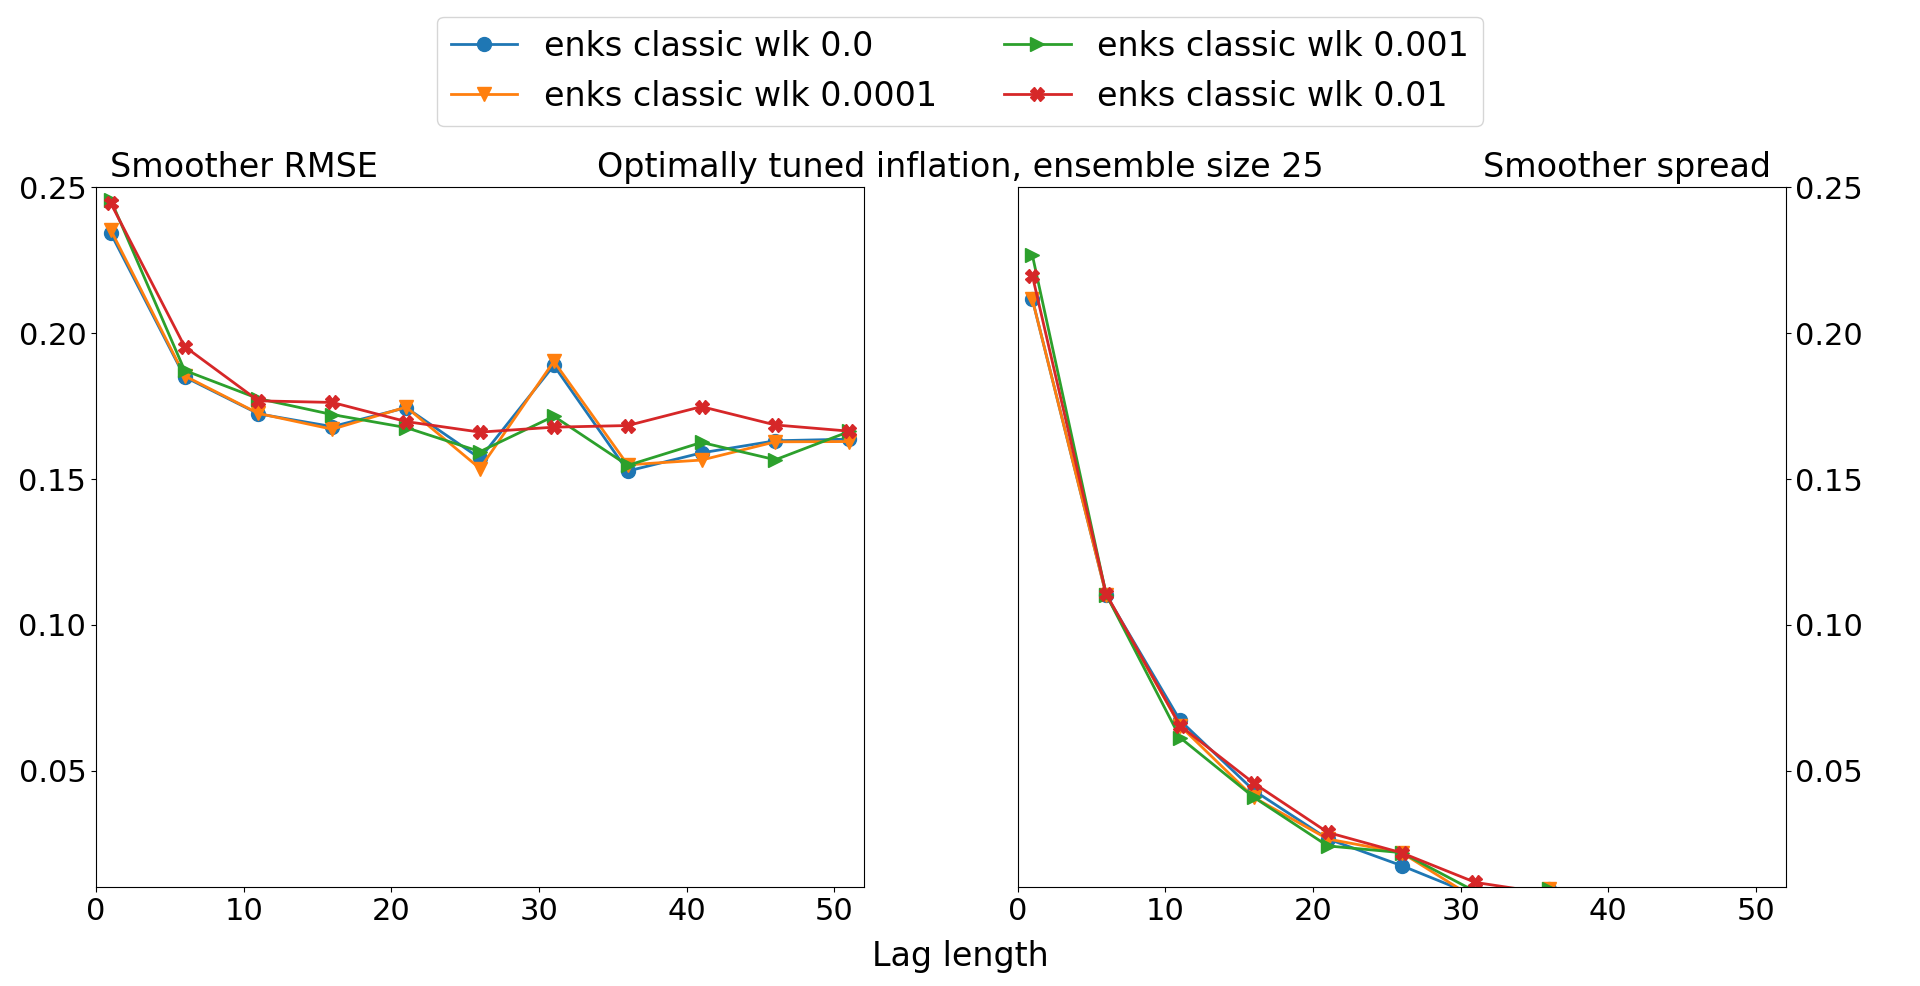 enks classic wlk 0.0
enks classic wlk 0.0001
enks classic wlk 0.001
enks classic wlk 0.01
Smoother RMSE
Optimally tuned inflation, ensemble size 25
Smoother spread
0.25
0.20
0.15
0.10
0.05
0 10 20 30 40 50
0.25
0.20
0.15
0.10
0.05
0 10 20 30 40 50
Lag length